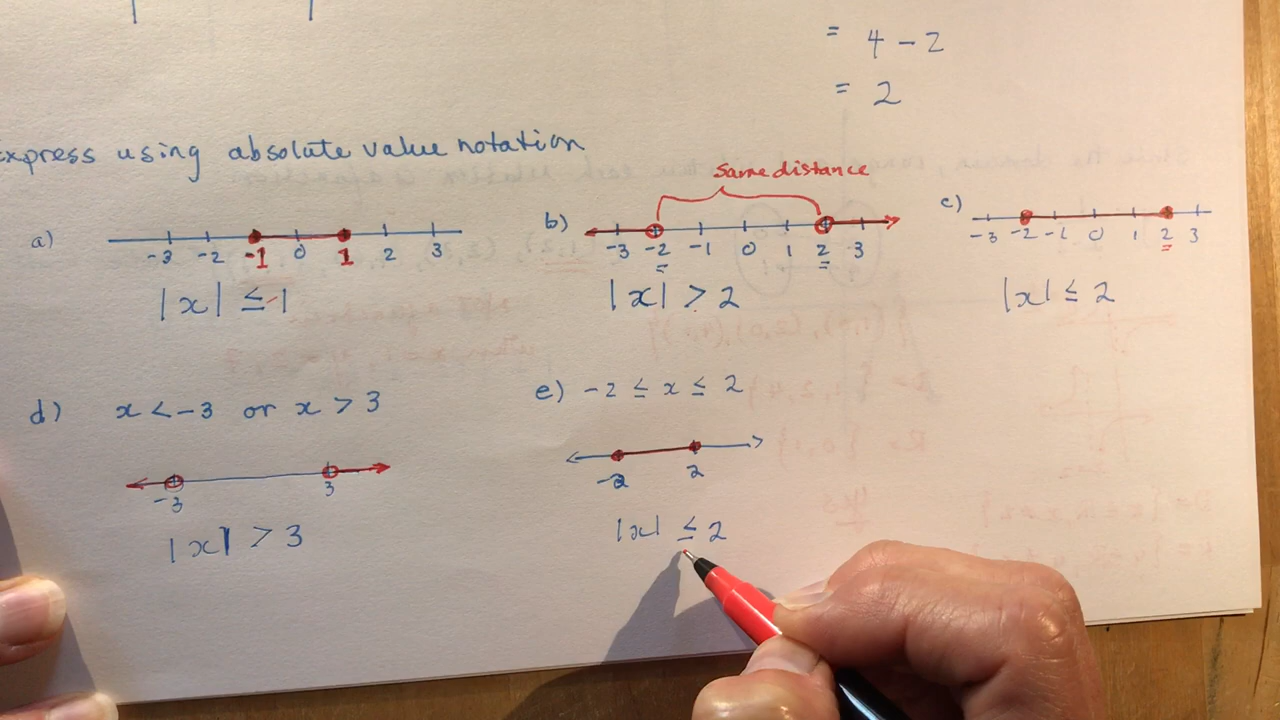 = 4 - 2
= 2
Express using absolute value notation
same distance
a) -3 -2 -1 0 1 2 3
|x| ≤ 1
b) -3 -2 -1 0 1 2 3
|x| > 2
c) -3 -2 -1 0 1 2 3
|x| ≤ 2
d) x < -3 or x > 3
-3 3
|x| > 3
e) -2 ≤ x ≤ 2
-2 2
|x| ≤ 2